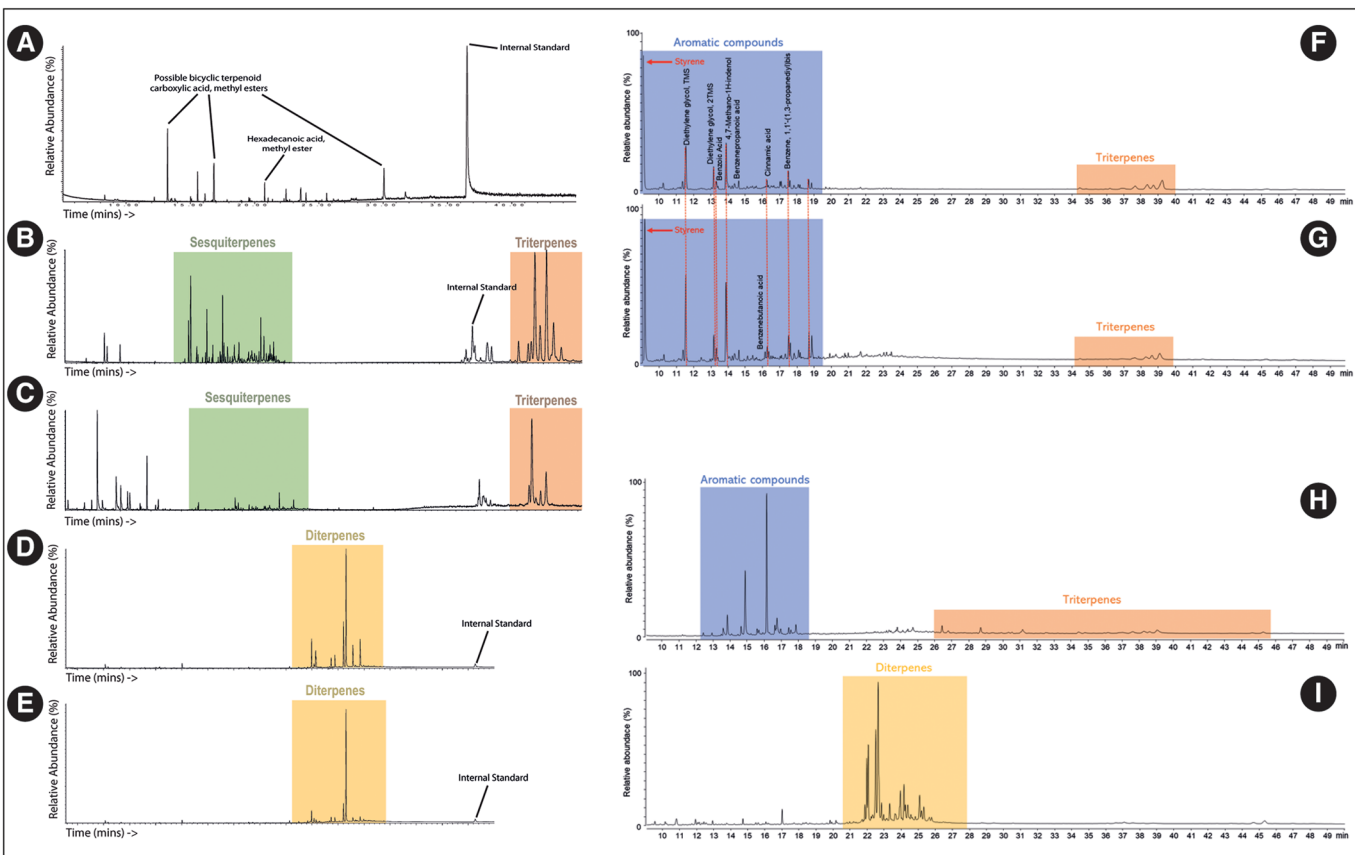 A
Relative Abundance (%)
Possible bicyclic terpenoid
carboxylic acid, methyl esters
Hexadecanoic acid,
methyl ester
Internal Standard
Time (mins) ->
B
Relative Abundance (%)
Sesquiterpenes
Internal Standard
Triterpenes
Time (mins) ->
C
Relative Abundance (%)
Sesquiterpenes
Triterpenes
Time (mins) ->
D
Relative Abundance (%)
Diterpenes
Internal Standard
Time (mins) ->
E
Relative Abundance (%)
Diterpenes
Internal Standard
Time (mins) ->
F
100
Relative abundance (%)
0
Aromatic compounds
Styrene
Diethylene glycol, TMS
Diethylene glycol, 2TMS
Benzoic Acid
4,7-Methano-1H-indenol
Benzenepropanoic acid
Cinnamic acid
Benzene, 1,1'-(1,3-propanediyl)bis
Triterpenes
10 11 12 13 14 15 16 17 18 19 20 21 22 23 24 25 26 27 28 29 30 31 32 33 34 35 36 37 38 39 40 41 42 43 44 45 46 47 48 49 min
G
100
Relative abundance (%)
0
Styrene
Benzenebutanoic acid
Triterpenes
10 11 12 13 14 15 16 17 18 19 20 21 22 23 24 25 26 27 28 29 30 31 32 33 34 35 36 37 38 39 40 41 42 43 44 45 46 47 48 49 min
H
100
Relative abundance (%)
0
Aromatic compounds
Triterpenes
10 11 12 13 14 15 16 17 18 19 20 21 22 23 24 25 26 27 28 29 30 31 32 33 34 35 36 37 38 39 40 41 42 43 44 45 46 47 48 49 min
I
100
Relative abundace (%)
0
Diterpenes
10 11 12 13 14 15 16 17 18 19 20 21 22 23 24 25 26 27 28 29 30 31 32 33 34 35 36 37 38 39 40 41 42 43 44 45 46 47 48 49 min